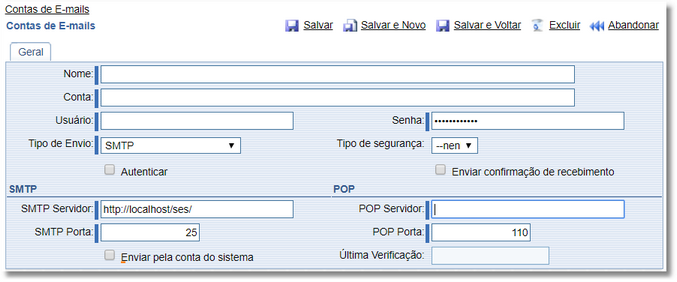 Contas de E-mails
Contas de E-mails Salvar Salvar e Novo Salvar e Voltar Excluir Abandonar
Geral
Nome:
Conta:
Usuário: Senha: ••••••••••••
Tipo de Envio: SMTP Tipo de segurança: --nen
Autenticar Enviar confirmação de recebimento
SMTP POP
SMTP Servidor: http://localhost/ses/ POP Servidor:
SMTP Porta: 25 POP Porta: 110
Enviar pela conta do sistema Última Verificação: